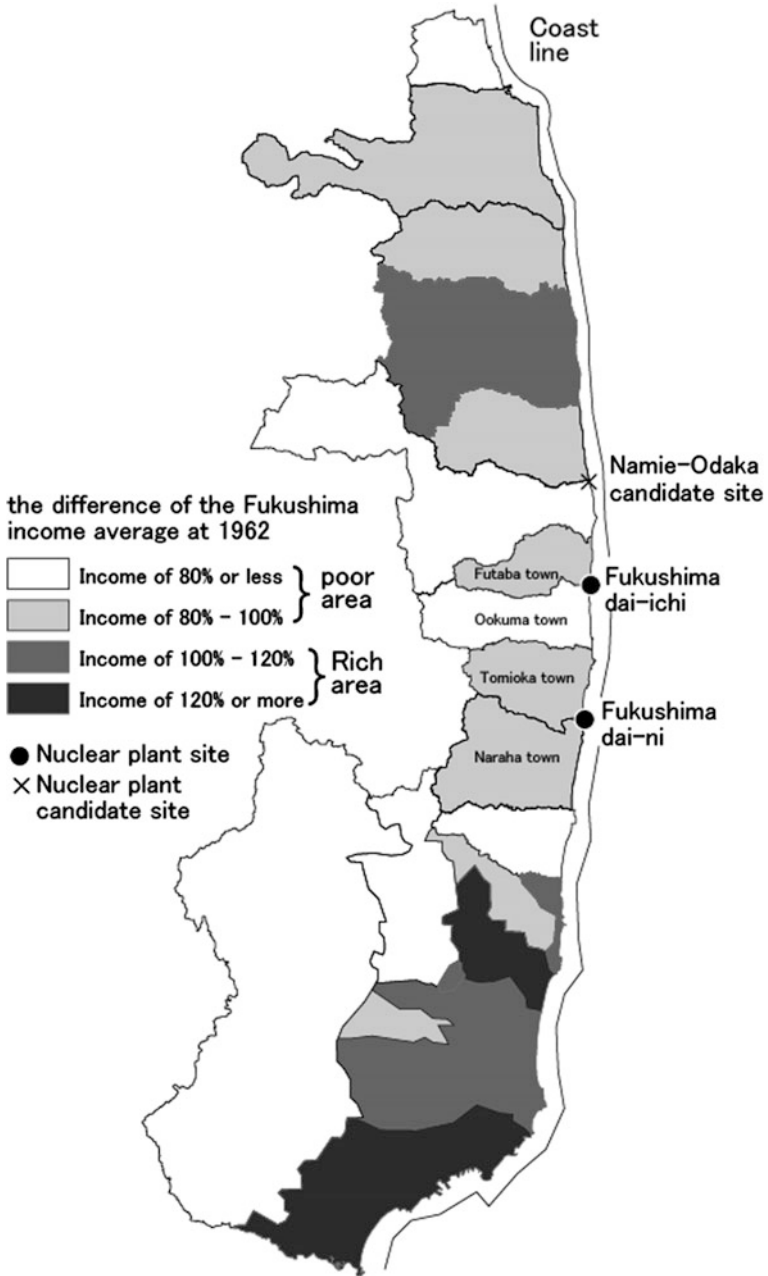 Coast
line
Namie-Odaka
candidate site
the difference of the Fukushima
income average at 1962
Income of 80% or less
Income of 80% - 100%
poor
area
Income of 100% - 120%
Income of 120% or more
Rich
area
Nuclear plant site
Nuclear plant
candidate site
Futaba town
Fukushima
dai-ichi
Ookuma town
Tomioka town
Fukushima
dai-ni
Naraha town